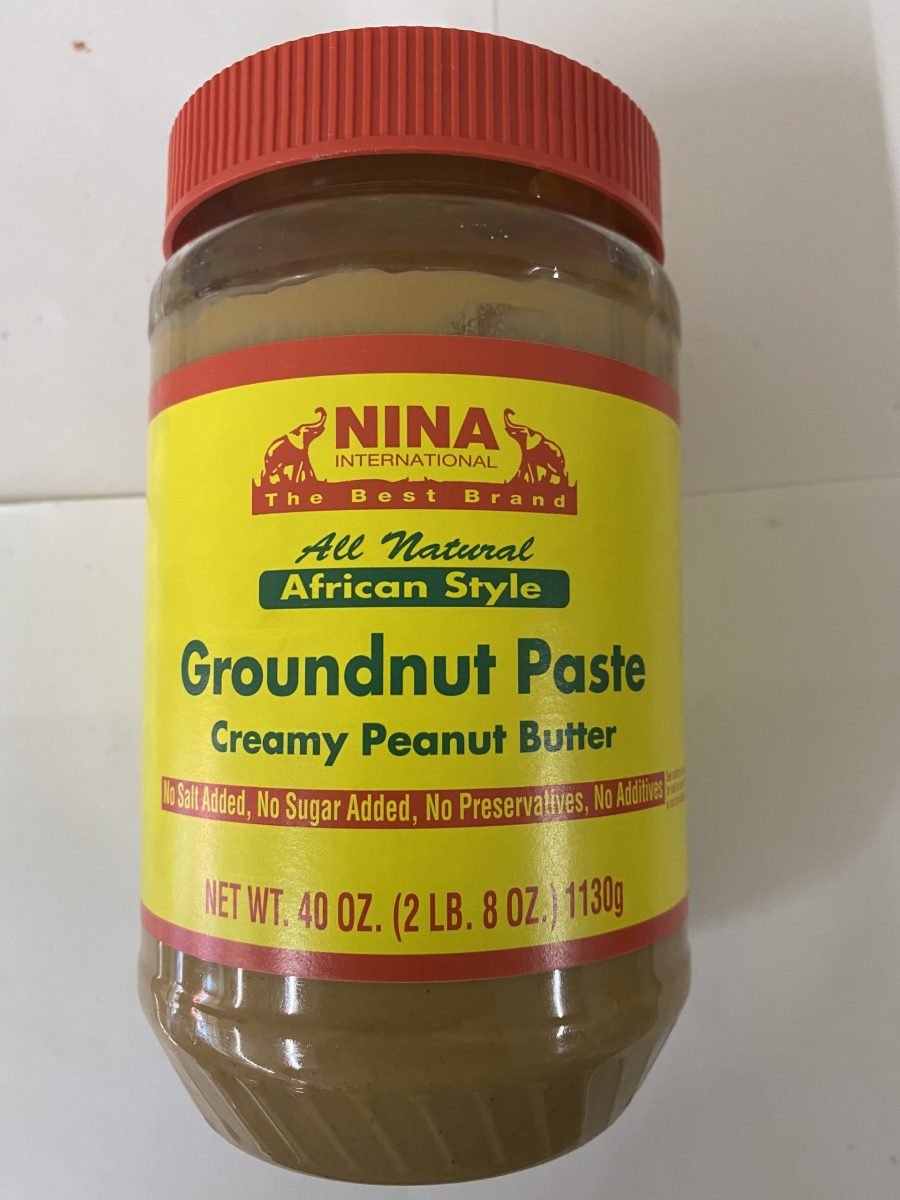 NINA
INTERNATIONAL
The Best Brand
All Natural
African Style
Groundnut Paste
Creamy Peanut Butter
No Salt Added, No Sugar Added, No Preservatives, No Additives
NET WT. 40 OZ. (2 LB. 8 OZ.) 1130g